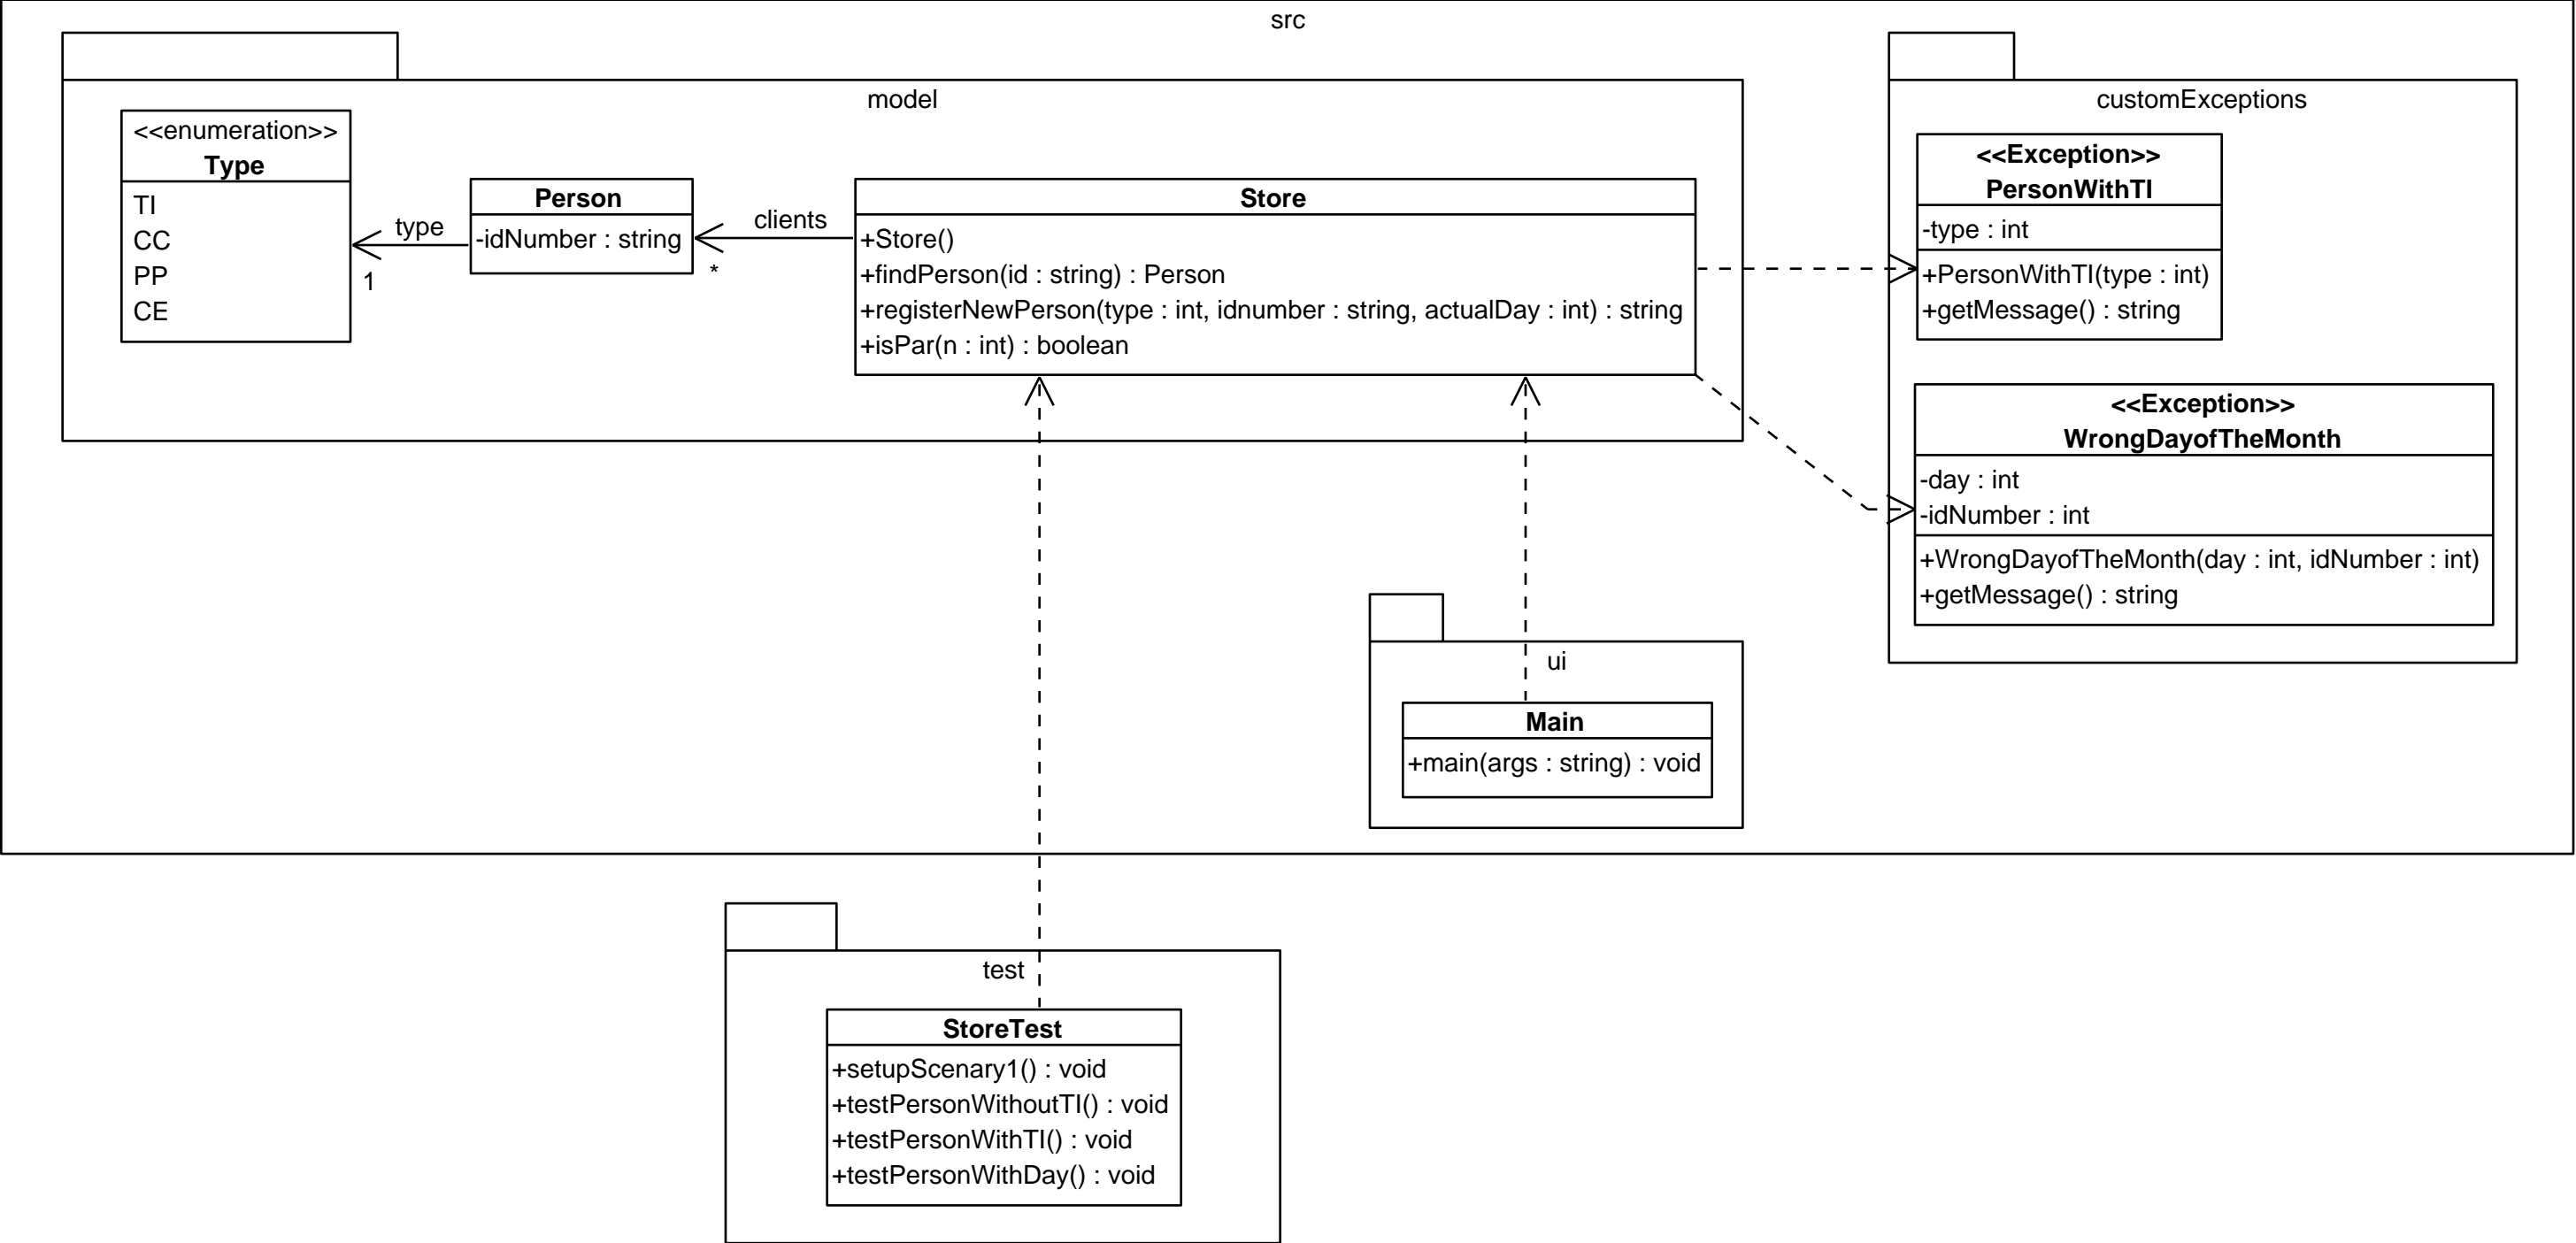 src
model
<<enumeration>>
Type
TI
CC
PP
CE
type
1
Person
-idNumber : string
clients
*
Store
+Store()
+findPerson(id : string) : Person
+registerNewPerson(type : int, idnumber : string, actualDay : int) : string
+isPar(n : int) : boolean
customExceptions
<<Exception>>
PersonWithTI
-type : int
+PersonWithTI(type : int)
+getMessage() : string
<<Exception>>
WrongDayofTheMonth
-day : int
-idNumber : int
+WrongDayofTheMonth(day : int, idNumber : int)
+getMessage() : string
ui
Main
+main(args : string) : void
test
StoreTest
+setupScenary1() : void
+testPersonWithoutTI() : void
+testPersonWithTI() : void
+testPersonWithDay() : void